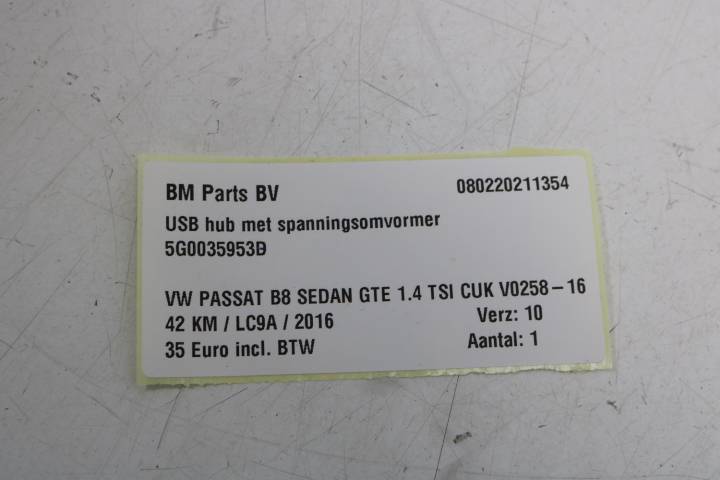 BM Parts BV 080220211354
USB hub met spanningsomvormer
5G0035953D
VW PASSAT B8 SEDAN GTE 1.4 TSI CUK V0258-16
42 KM / LC9A / 2016 Verz: 10
35 Euro incl. BTW Aantal: 1